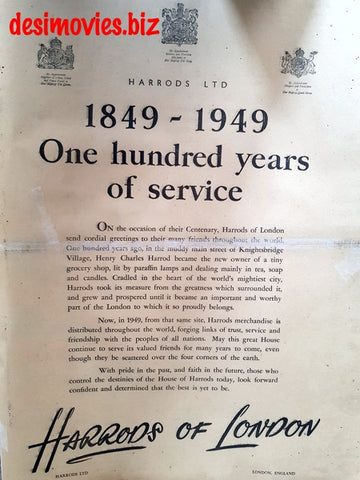 desimovies.biz
HARRODS LTD
1849 - 1949
One hundred years
of service
ON the occasion of their Centenary, Harrods of London
send cordial greetings to their many friends throughout the world.
One hundred years ago, in the muddy main street of Knightsbridge
Village, Henry Charles Harrod became the new owner of a tiny
grocery shop, lit by paraffin lamps and dealing mainly in tea, soap
and candles. Cradled in the heart of the world's mightiest city,
Harrods took its measure from the greatness which surrounded it,
and grew and prospered until it became an important and worthy
part of the London to which it so proudly belongs.
Now, in 1949, from that same site, Harrods merchandise is
distributed throughout the world, forging links of trust, service and
friendship with the peoples of all nations. May this great House
continue to serve its valued friends for many years to come, even
though they be scattered over the four corners of the earth.
With pride in the past, and faith in the future, those who
control the destinies of the House of Harrods today, look forward
confident and determined that the best is yet to be.
HARRODS OF LONDON
HARRODS LTD
LONDON, ENGLAND